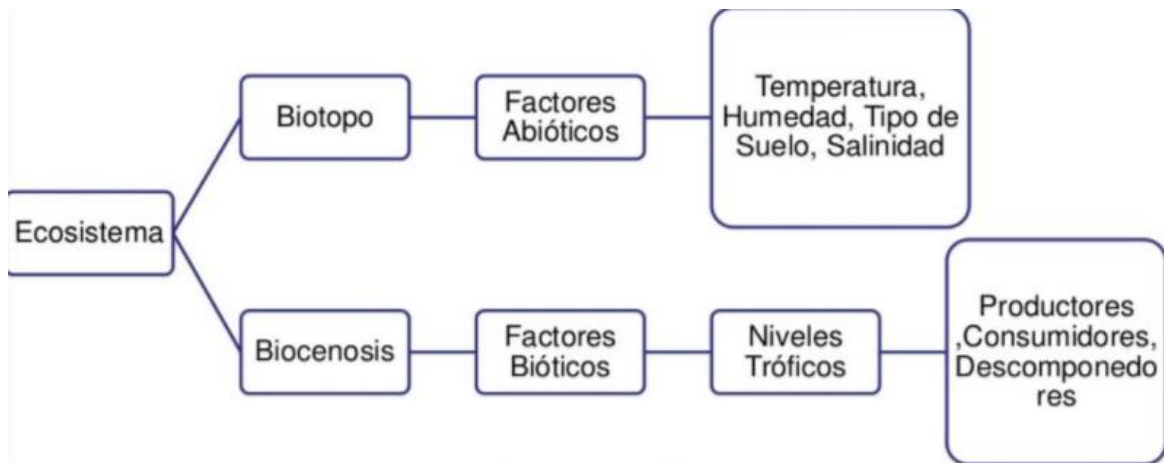 Ecosistema
Biotopo
Factores
Abióticos
Temperatura,
Humedad, Tipo de
Suelo, Salinidad
Biocenosis
Factores
Bióticos
Niveles
Tróficos
Productores
,Consumidores,
Descomponedo
res